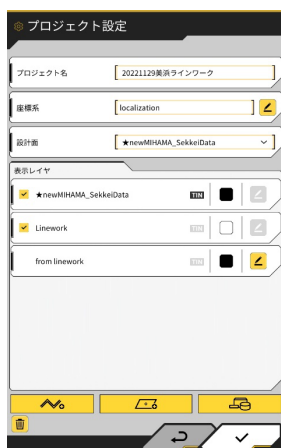 プロジェクト設定
プロジェクト名 20221129美浜ラインワーク
座標系 localization
設計面 ★newMIHAMA_SekkeiData
表示レイヤ
★newMIHAMA_SekkeiData TIN
Linework TIN
from linework TIN